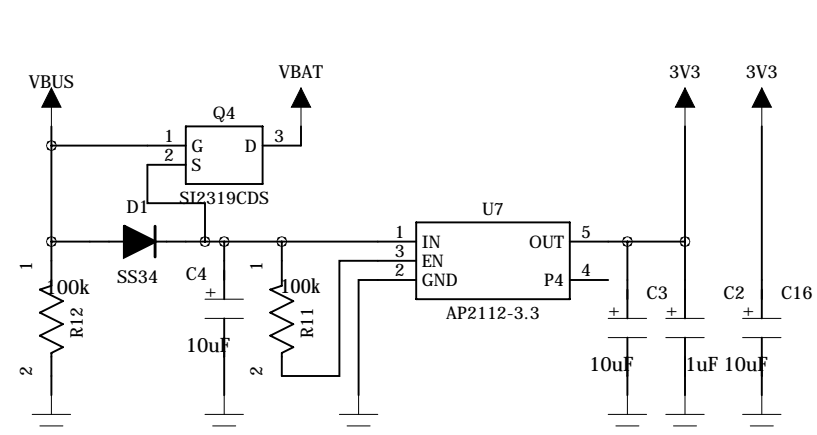 VBUS
VBAT
3V3
3V3
Q4
1
G
D
3
2
S
SI2319CDS
D1
U7
1
IN
OUT
5
3
EN
2
GND
P4
4
AP2112-3.3
SS34
1
100k
R12
2
C4
+
10uF
1
100k
R11
2
C3
+
10uF
C2
+
1uF
C16
+
10uF